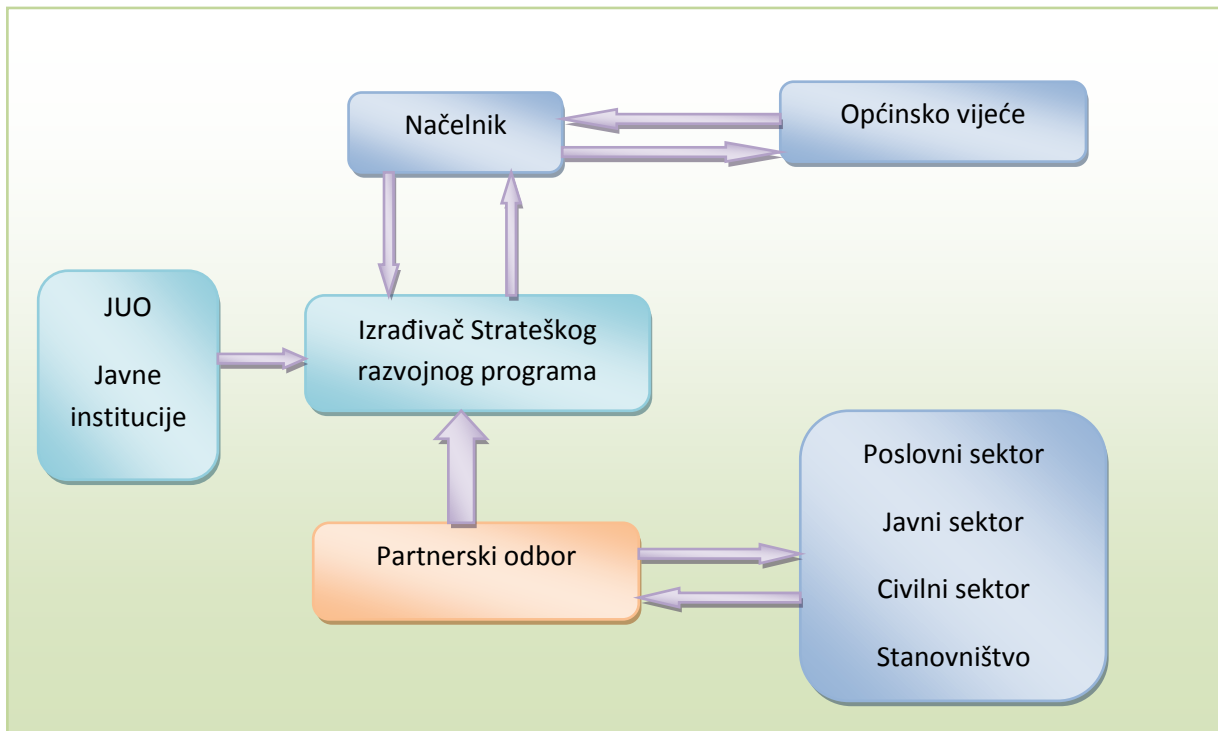 Načelnik
Općinsko vijeće
JUO
Javne
institucije
Izrađivač Strateškog
razvojnog programa
Partnerski odbor
Poslovni sektor
Javni sektor
Civilni sektor
Stanovništvo